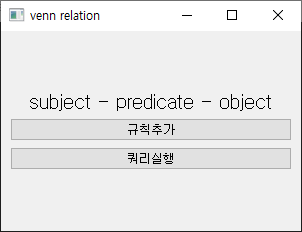 venn relation
subject - predicate - object
규칙추가
쿼리실행